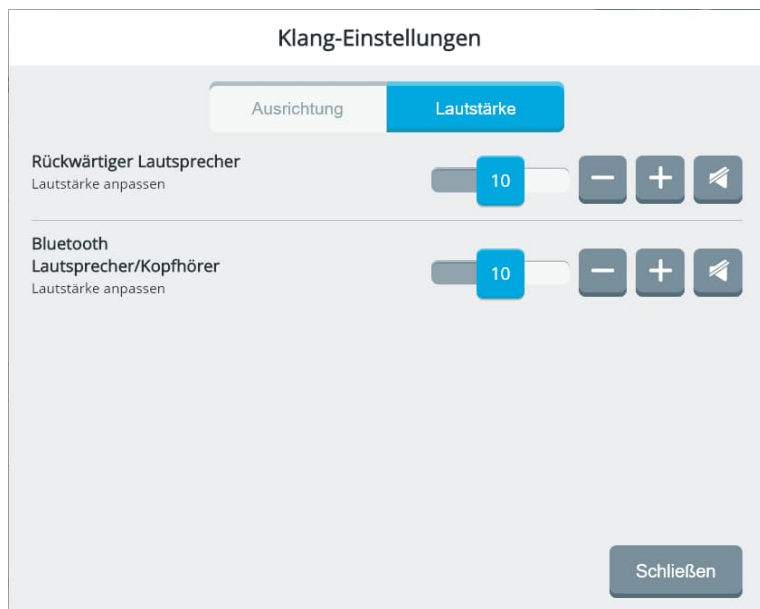 Klang-Einstellungen
Ausrichtung
Lautstärke
Rückwärtiger Lautsprecher
Lautstärke anpassen
10
Bluetooth
Lautsprecher/Kopfhörer
Lautstärke anpassen
10
Schließen